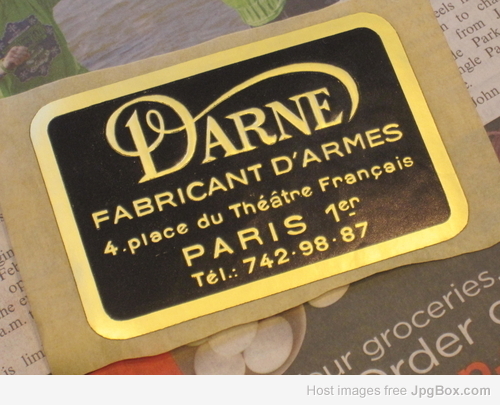 DARNE
FABRICANT D'ARMES
4. place du Théâtre Français
PARIS 1er
Tél.: 742·98·87
our groceries
Order
Host images free JpgBox.com